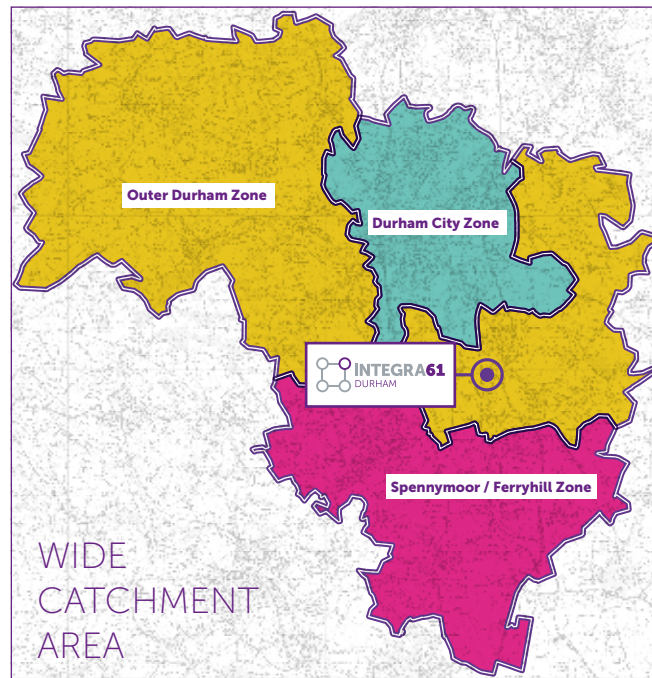 Outer Durham Zone
Durham City Zone
INTEGRA61
DURHAM
Spennymoor / Ferryhill Zone
WIDE
CATCHMENT
AREA